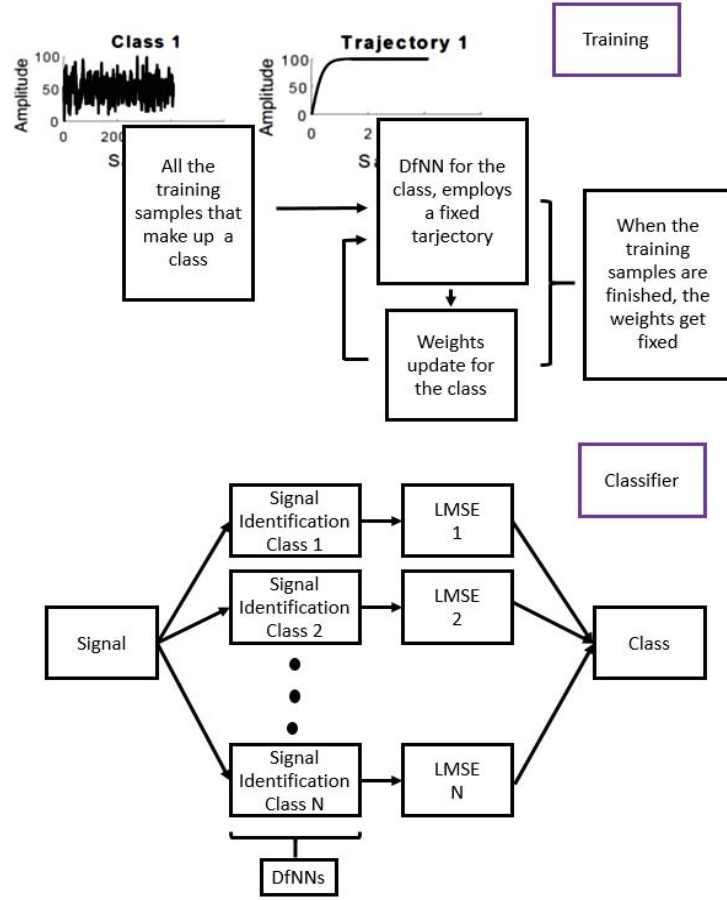 Training
Class 1
Trajectory 1
Amplitude
100
50
0
0
200
Sa
Amplitude
100
50
0
0
2
S
All the
training
samples that
make up a
class
DfNN for the
class, employs
a fixed
tarjectory
When the
training
samples are
finished, the
weights get
fixed
Weights
update for
the class
Classifier
Signal
Signal
Identification
Class 1
LMSE
1
Signal
Identification
Class 2
LMSE
2
Signal
Identification
Class N
LMSE
N
Class
DfNNs